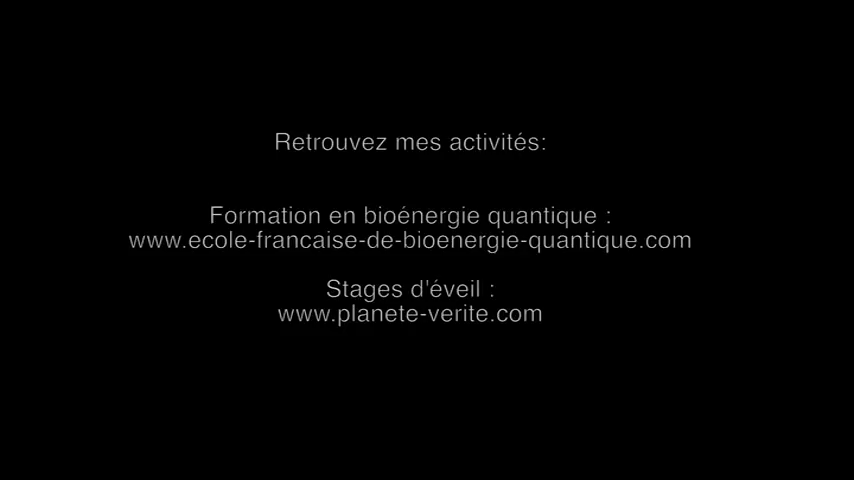 Retrouvez mes activités:
Formation en bioénergie quantique :
www.ecole-francaise-de-bioenergie-quantique.com
Stages d'éveil :
www.planete-verite.com